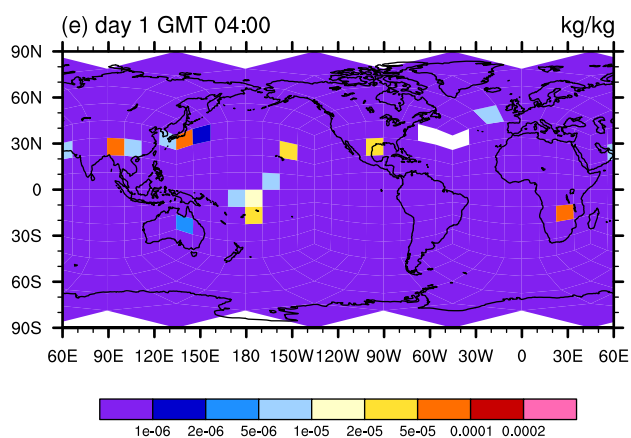 (e) day 1 GMT 04:00 kg/kg
90N
60N
30N
0
30S
60S
90S
60E 90E 120E 150E 180 150W 120W 90W 60W 30W 0 30E 60E
1e-06 2e-06 5e-06 1e-05 2e-05 5e-05 0.0001 0.0002